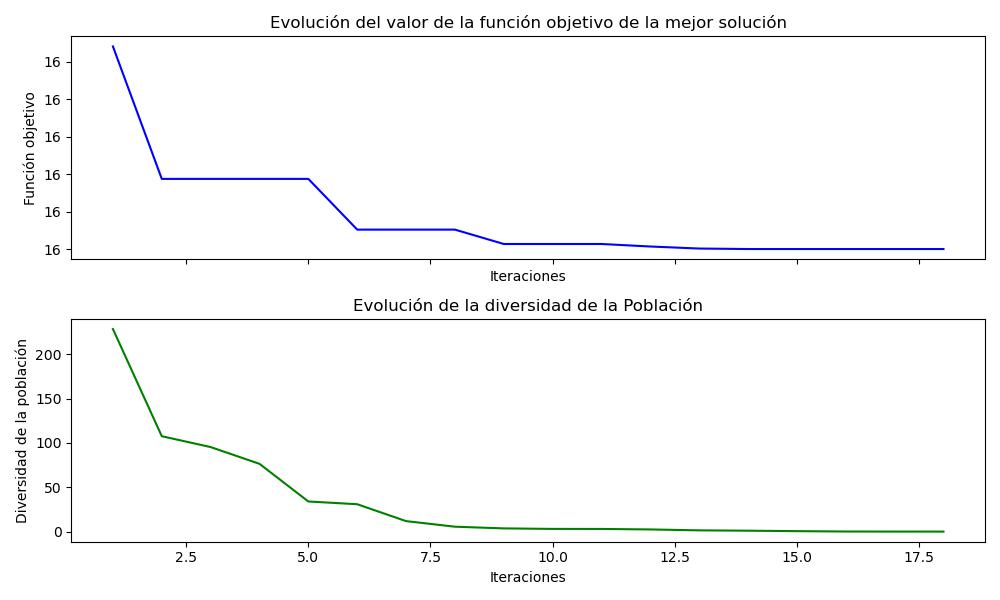 Evolución del valor de la función objetivo de la mejor solución
16
16
16
16
16
16
Función objetivo
Iteraciones
Evolución de la diversidad de la Población
200
150
100
50
0
Diversidad de la población
2.5 5.0 7.5 10.0 12.5 15.0 17.5
Iteraciones